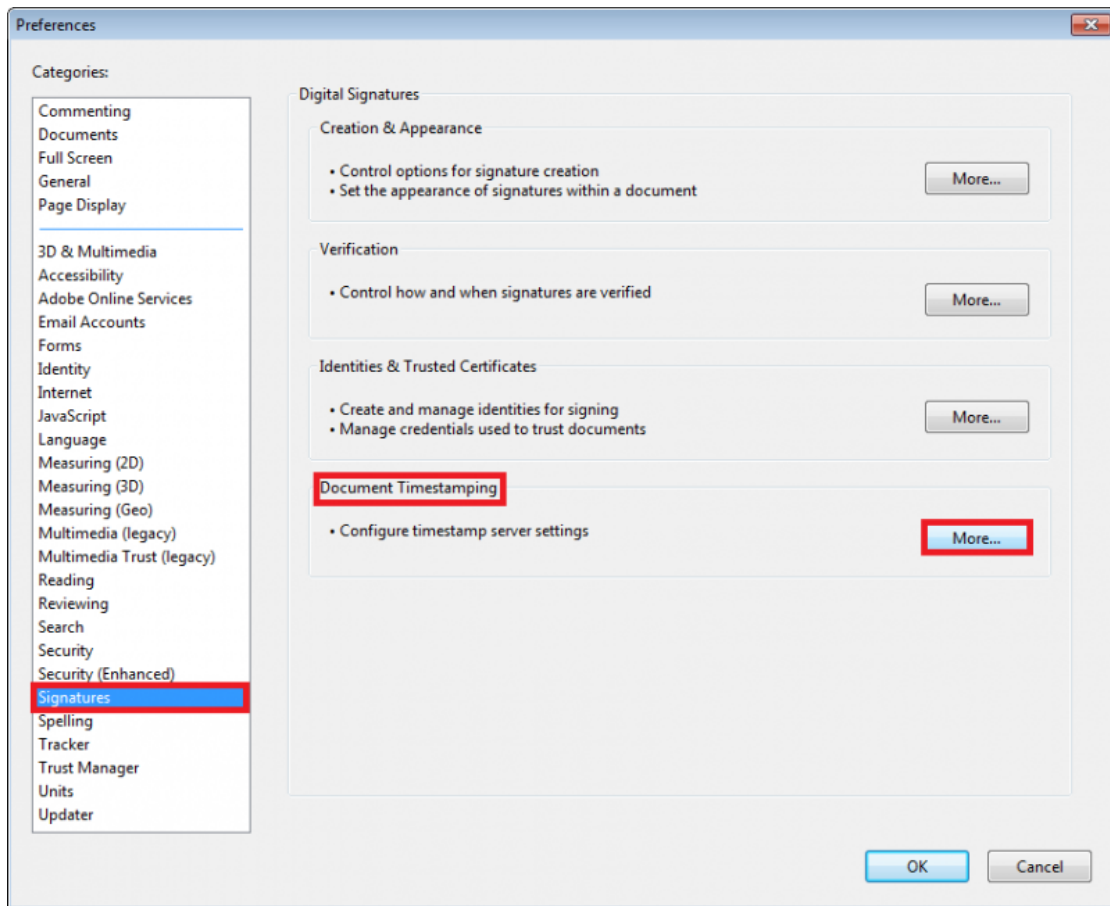 Preferences
Categories:
Commenting
Documents
Full Screen
General
Page Display
3D & Multimedia
Accessibility
Adobe Online Services
Email Accounts
Forms
Identity
Internet
JavaScript
Language
Measuring (2D)
Measuring (3D)
Measuring (Geo)
Multimedia (legacy)
Multimedia Trust (legacy)
Reading
Reviewing
Search
Security
Security (Enhanced)
Signatures
Spelling
Tracker
Trust Manager
Units
Updater
Digital Signatures
Creation & Appearance
• Control options for signature creation
• Set the appearance of signatures within a document
More...
Verification
• Control how and when signatures are verified
More...
Identities & Trusted Certificates
• Create and manage identities for signing
• Manage credentials used to trust documents
More...
Document Timestamping
• Configure timestamp server settings
More...
OK
Cancel